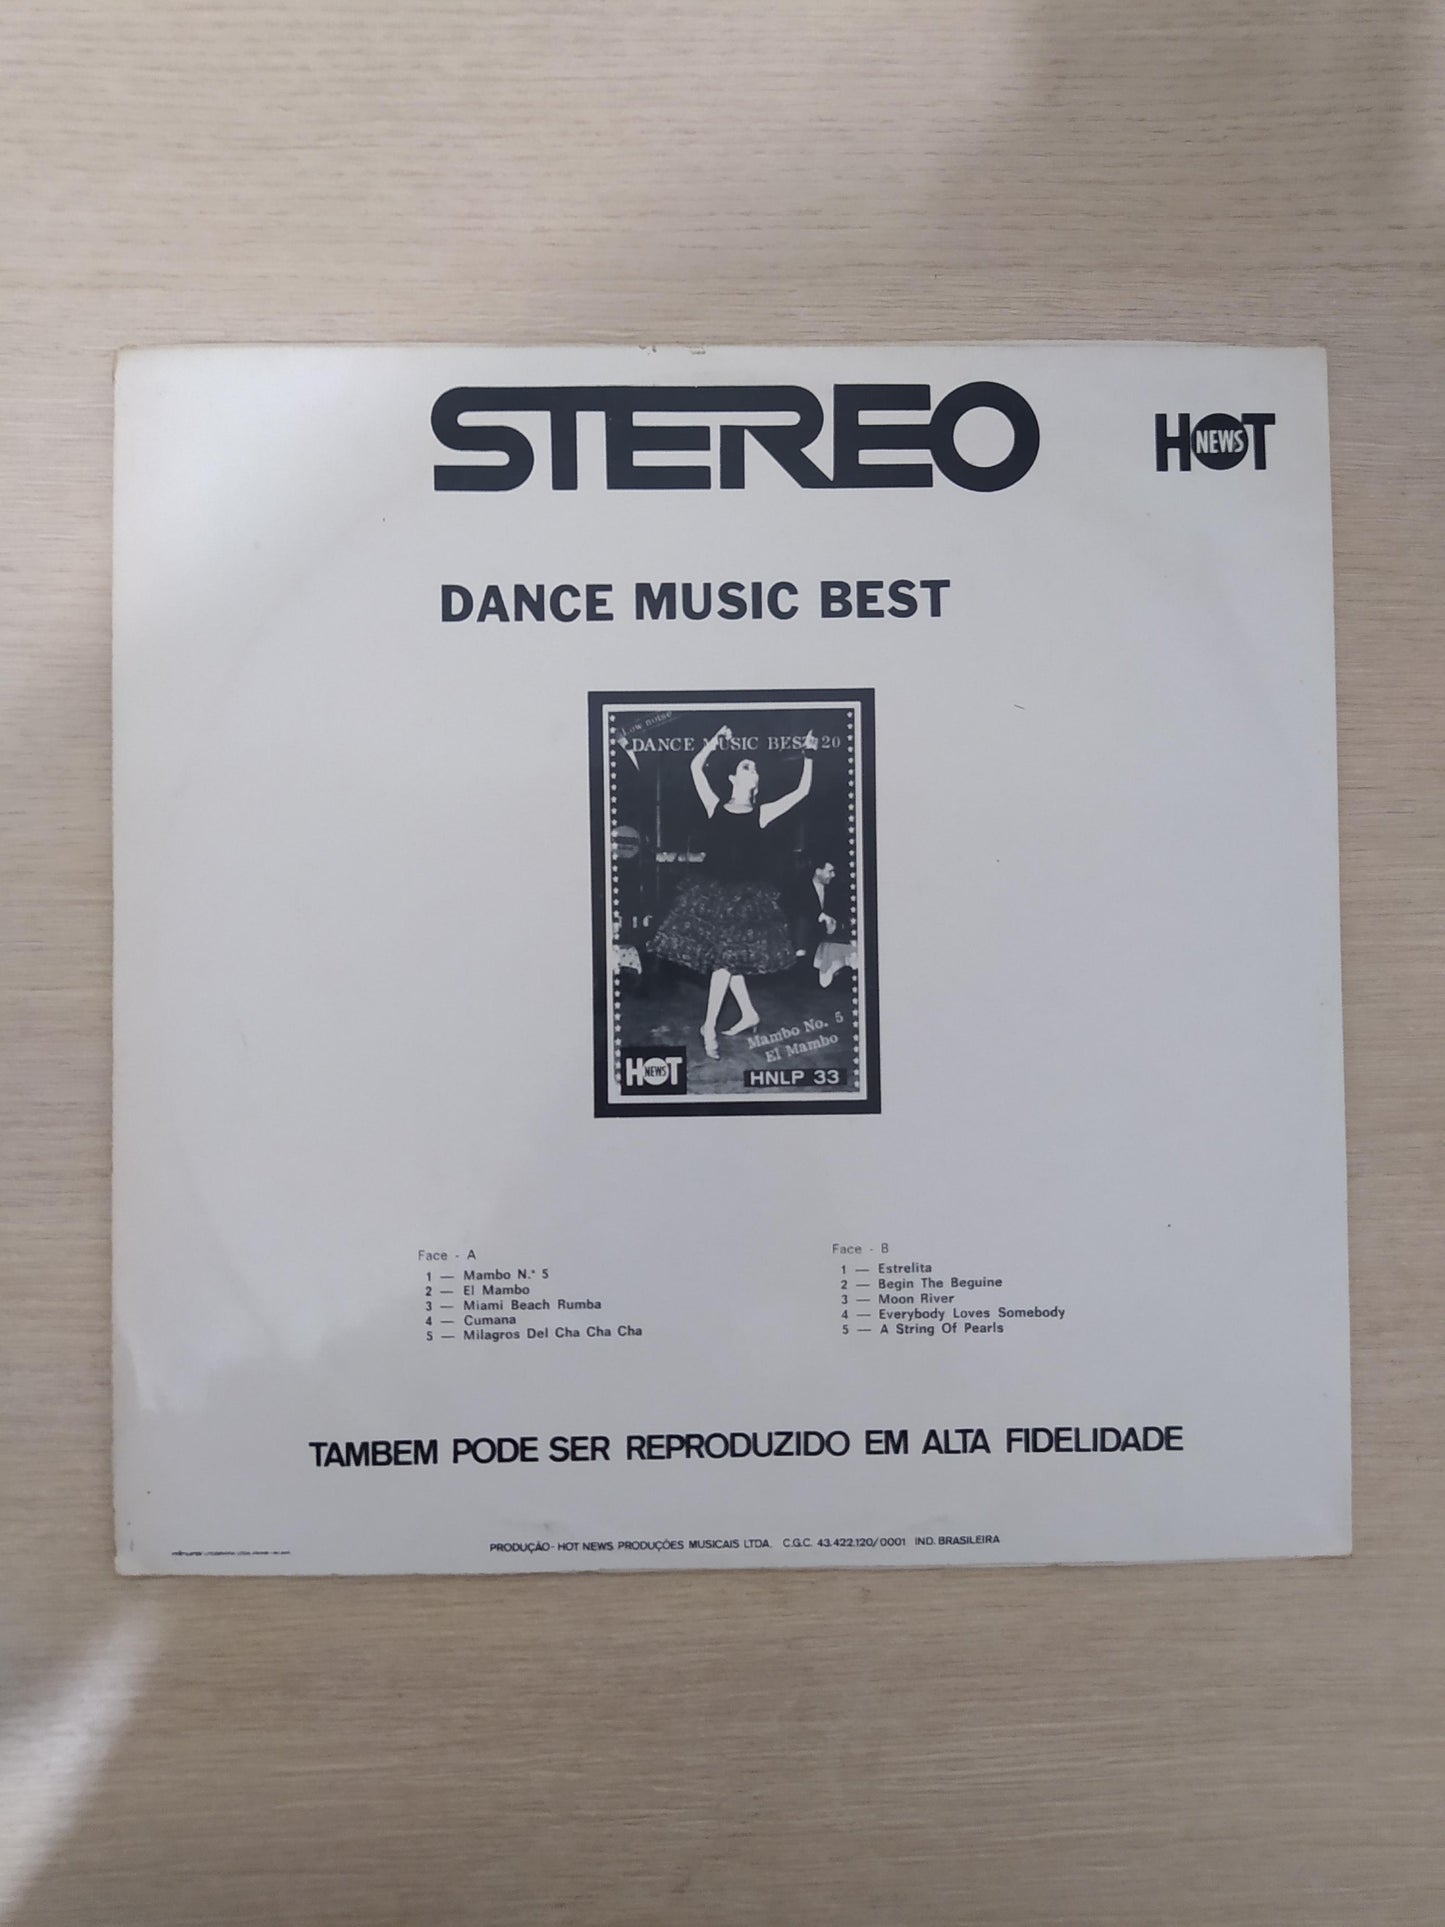 STEREO
HOT NEWS
DANCE MUSIC BEST
Low noise
DANCE MUSIC BEST 20
Mambo No. 5
El Mambo
HOT NEWS
HNLP 33
Face - A
1 — Mambo N.° 5
2 — El Mambo
3 — Miami Beach Rumba
4 — Cumana
5 — Milagros Del Cha Cha Cha
Face - B
1 — Estrelita
2 — Begin The Beguine
3 — Moon River
4 — Everybody Loves Somebody
5 — A String Of Pearls
TAMBEM PODE SER REPRODUZIDO EM ALTA FIDELIDADE
PRODUÇÃO - HOT NEWS PRODUÇÕES MUSICAIS LTDA. C.G.C. 43.422.120/0001 IND. BRASILEIRA